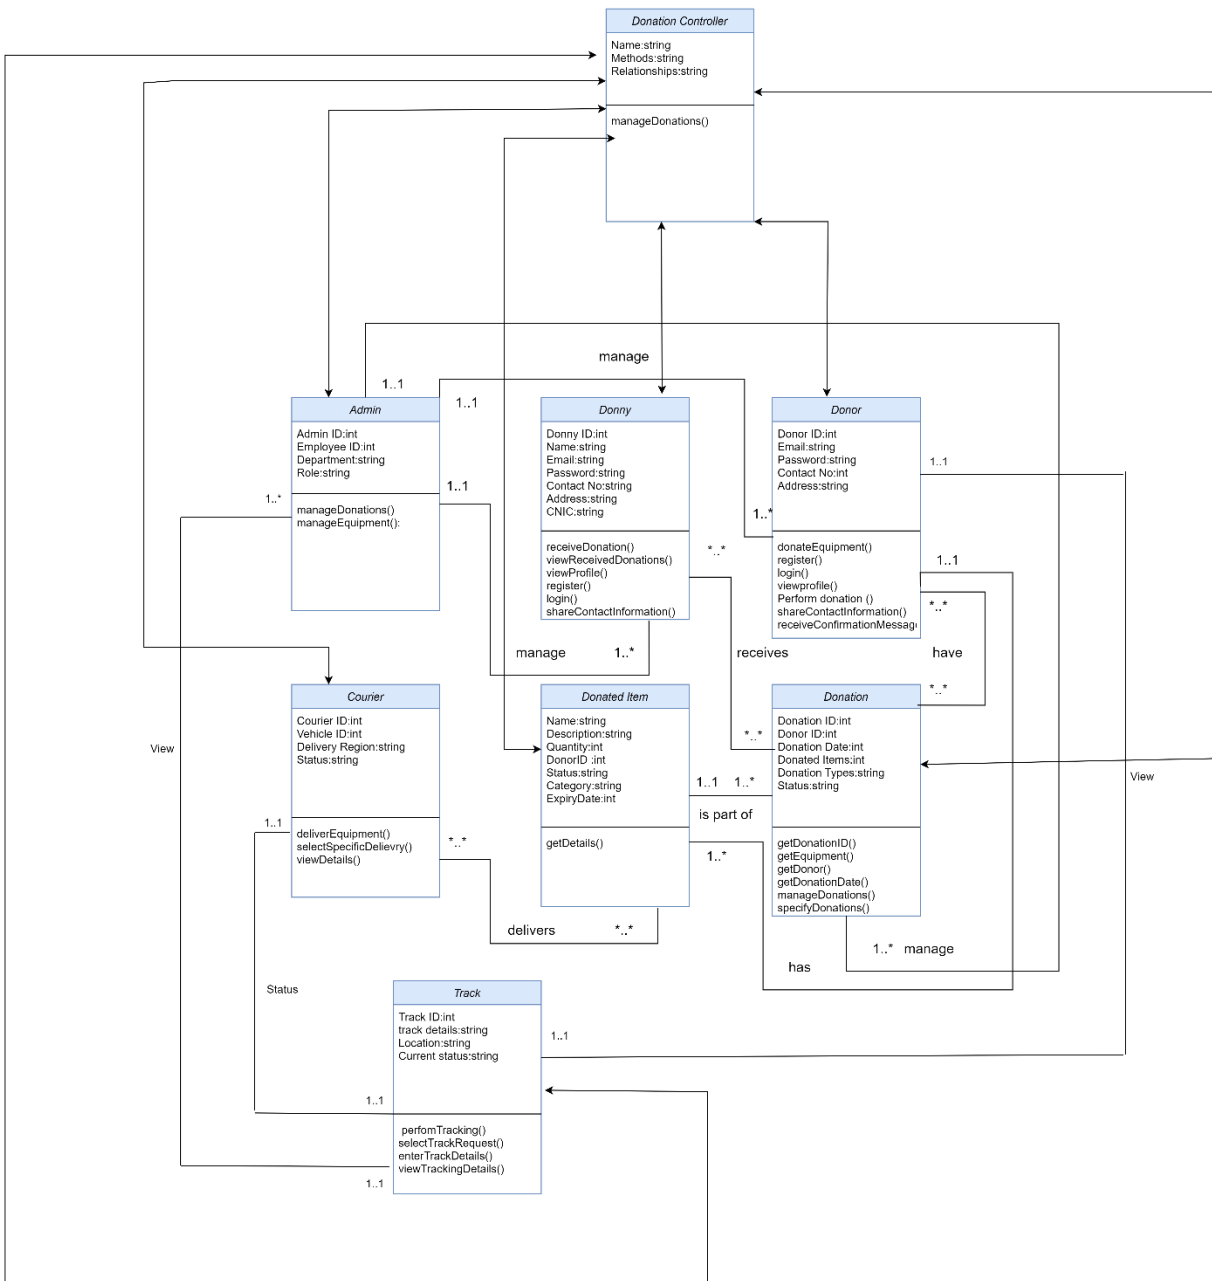 Donation Controller
Name:string
Methods:string
Relationships:string
manageDonations()
manage
1..1
1..1
Admin
Admin ID:int
Employee ID:int
Department:string
Role:string
manageDonations()
manageEquipment():
1..*
1..1
Donny
Donny ID:int
Name:string
Email:string
Password:string
Contact No:string
Address:string
CNIC:string
receiveDonation()
viewReceivedDonations()
viewProfile()
register()
login()
shareContactInformation()
*..*
1..*
Donor
Donor ID:int
Email:string
Password:string
Contact No:int
Address:string
donateEquipment()
register()
login()
viewprofile()
Perform donation ()
shareContactInformation()
receiveConfirmationMessag
1..1
1..1
*..*
manage
1..*
receives
have
*..*
Courier
Courier ID:int
Vehicle ID:int
Delivery Region:string
Status:string
deliverEquipment()
selectSpecificDelievry()
viewDetails()
View
1..1
*..*
Donated Item
Name:string
Description:string
Quantity:int
DonorID :int
Status:string
Category:string
ExpiryDate:int
getDetails()
*..*
1..1
1..*
is part of
1..*
Donation
Donation ID:int
Donor ID:int
Donation Date:int
Donated Items:int
Donation Types:string
Status:string
getDonationID()
getEquipment()
getDonor()
getDonationDate()
manageDonations()
specifyDonations()
View
delivers
*..*
1..*
manage
has
Status
Track
Track ID:int
track details:string
Location:string
Current status:string
perfomTracking()
selectTrackRequest()
enterTrackDetails()
viewTrackingDetails()
1..1
1..1
1..1